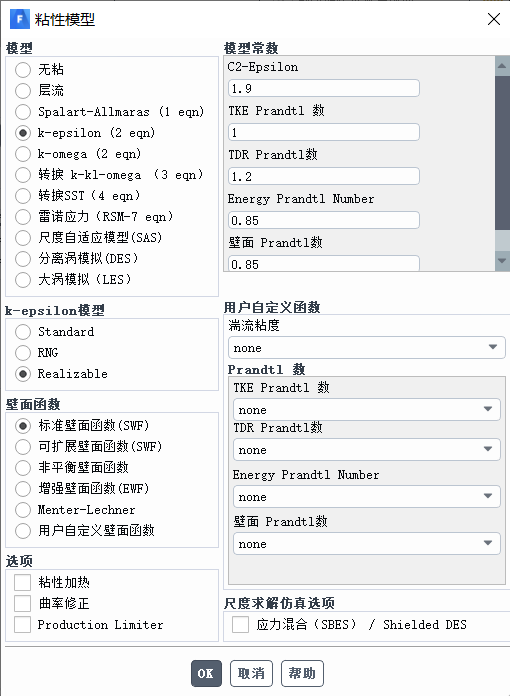 F 粘性模型
模型
无粘
层流
Spalart-Allmaras (1 eqn)
k-epsilon (2 eqn)
k-omega (2 eqn)
转捩 k-kl-omega （3 eqn）
转捩SST（4 eqn）
雷诺应力（RSM-7 eqn）
尺度自适应模型(SAS)
分离涡模拟(DES）
大涡模拟（LES）
k-epsilon模型
Standard
RNG
Realizable
壁面函数
标准壁面函数(SWF)
可扩展壁面函数(SWF)
非平衡壁面函数
增强壁面函数(EWF)
Menter-Lechner
用户自定义壁面函数
选项
粘性加热
曲率修正
Production Limiter
模型常数
C2-Epsilon
1.9
TKE Prandtl 数
1
TDR Prandtl数
1.2
Energy Prandtl Number
0.85
壁面 Prandtl数
0.85
用户自定义函数
湍流粘度
none
Prandtl 数
TKE Prandtl 数
none
TDR Prandtl数
none
Energy Prandtl Number
none
壁面 Prandtl数
none
尺度求解仿真选项
应力混合（SBES） / Shielded DES
OK 取消 帮助